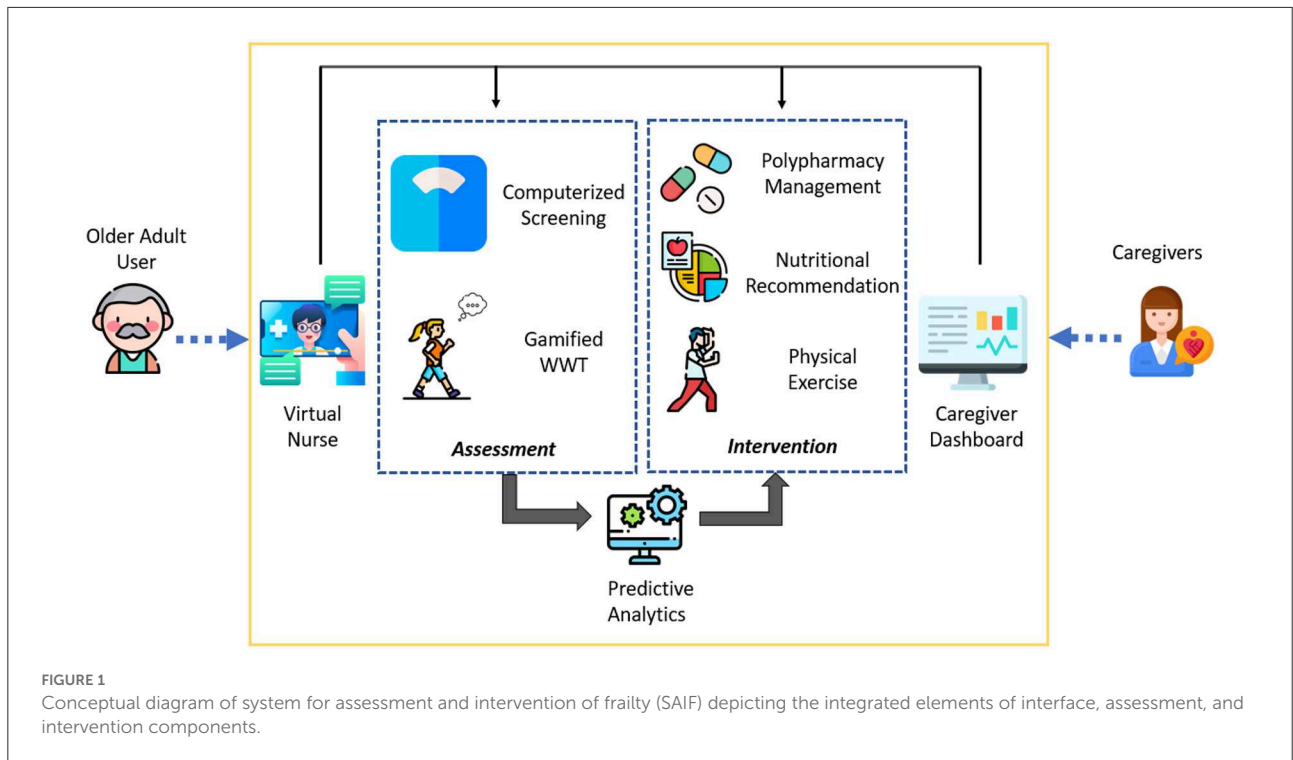 Older Adult
User
Virtual
Nurse
Computerized
Screening
Gamified
WWT
Assessment
Polypharmacy
Management
Nutritional
Recommendation
Physical
Exercise
Intervention
Caregiver
Dashboard
Caregivers
Predictive
Analytics
FIGURE 1
Conceptual diagram of system for assessment and intervention of frailty (SAIF) depicting the integrated elements of interface, assessment, and
intervention components.